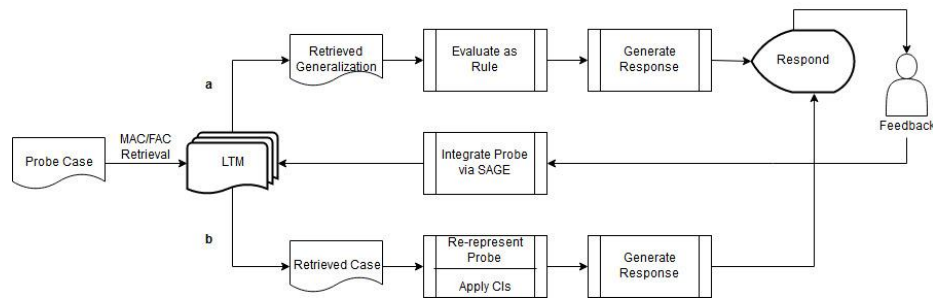 Retrieved
Generalization
Evaluate as
Rule
Generate
Response
Respond
a
Feedback
MAC/FAC
Retrieval
Probe Case
LTM
Integrate Probe
via SAGE
b
Retrieved Case
Re-represent
Probe
Apply CIs
Generate
Response